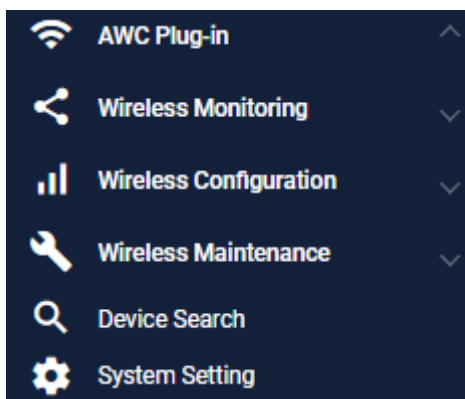 AWC Plug-in
Wireless Monitoring
Wireless Configuration
Wireless Maintenance
Device Search
System Setting